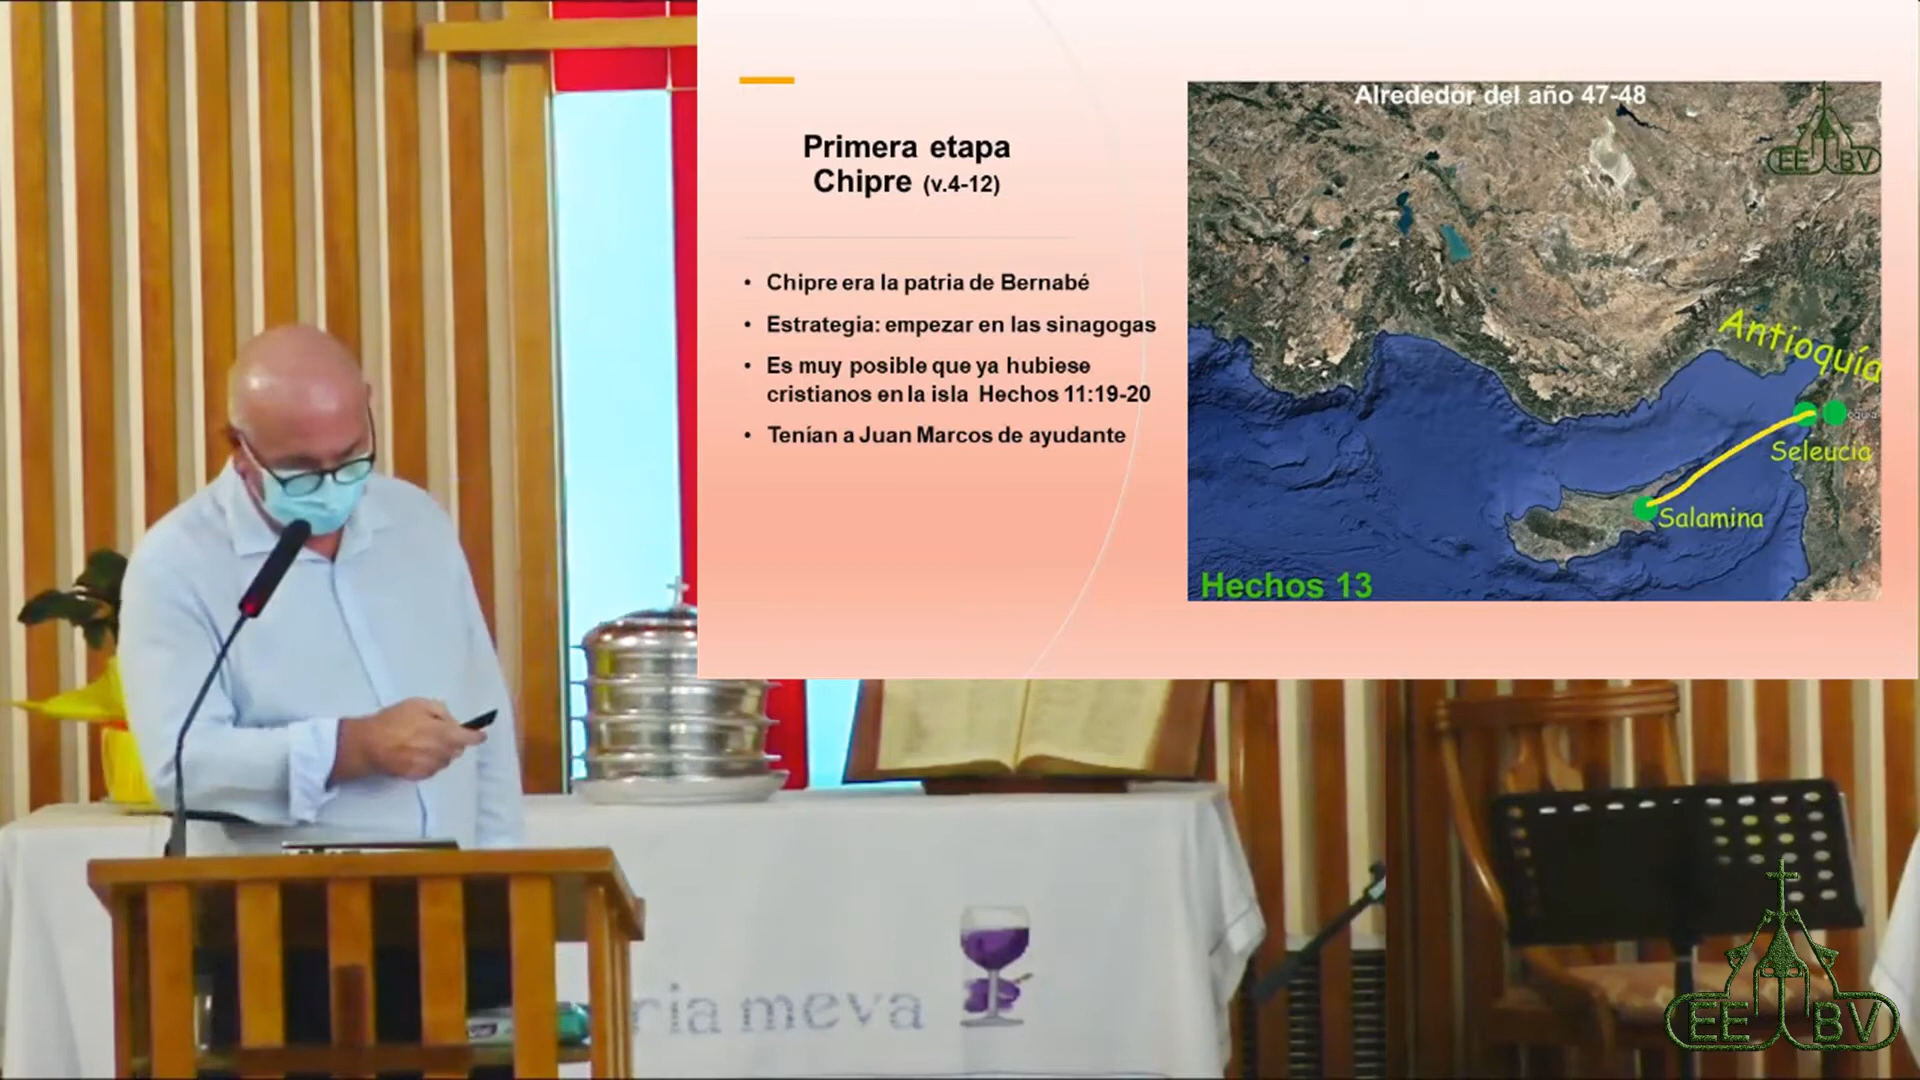 Primera etapa
Chipre (v.4-12)
• Chipre era la patria de Bernabé
• Estrategia: empezar en las sinagogas
• Es muy posible que ya hubiese
cristianos en la isla Hechos 11:19-20
• Tenían a Juan Marcos de ayudante
Alrededor del año 47-48
EE BV
Antioquía
Seleucia
Salamina
Hechos 13
ria meva
EE BV